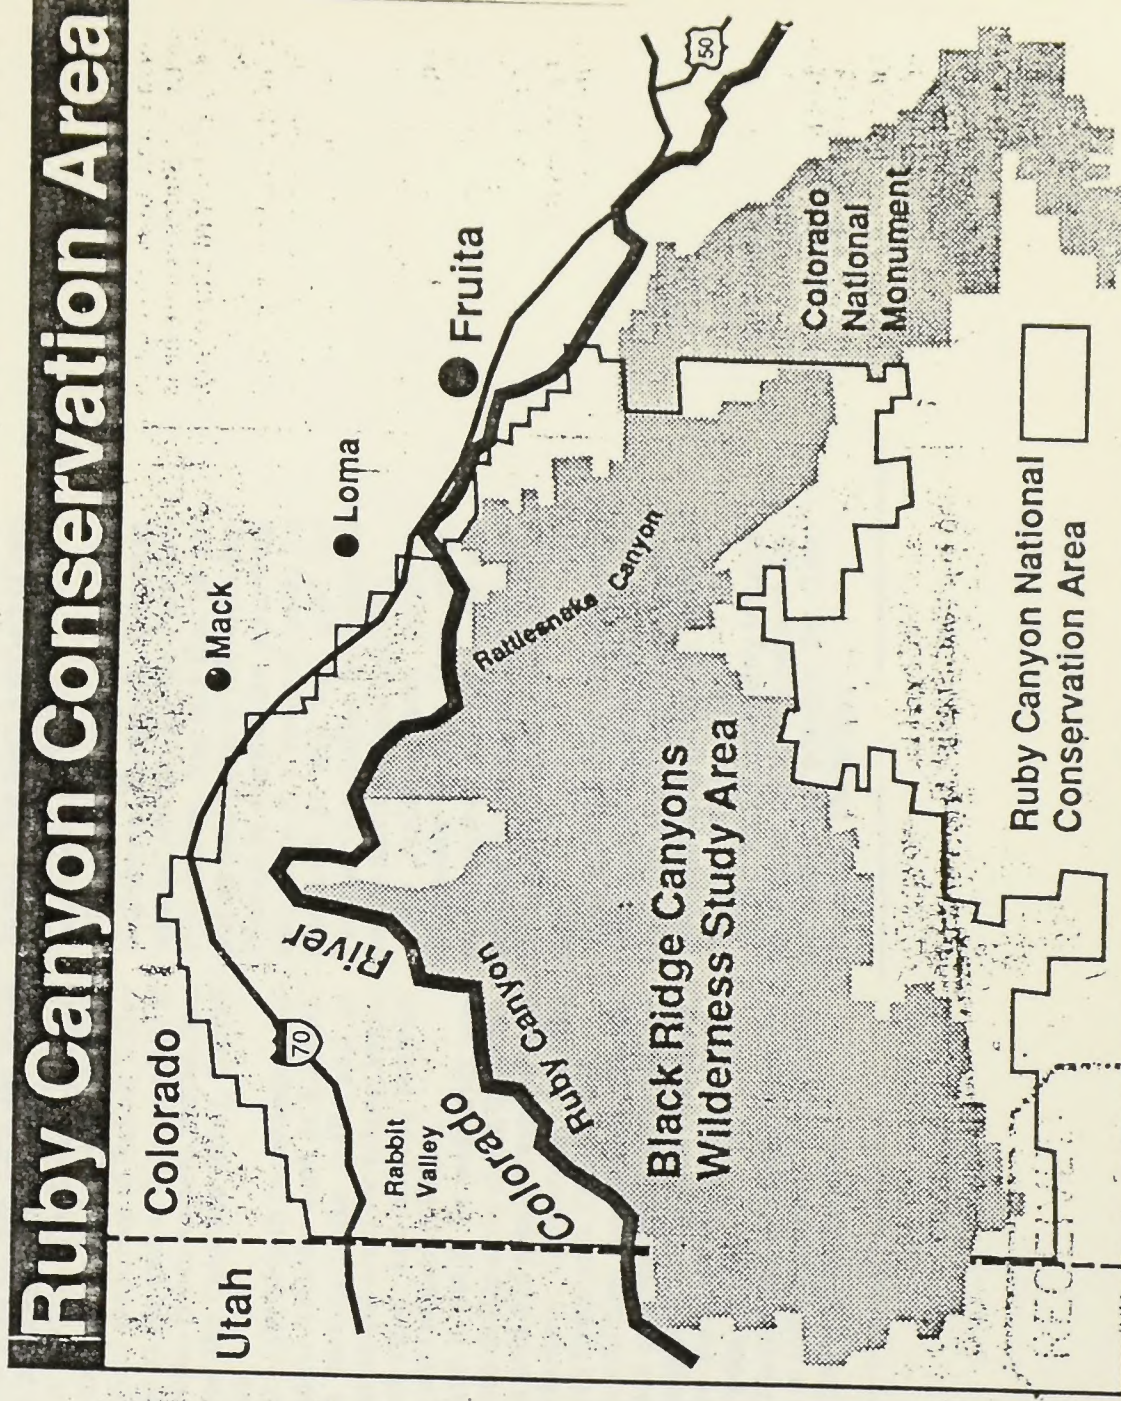 Ruby Canyon Conservation Area
Utah
Colorado
Mack
Loma
Fruita
50
70
River
Rabbit
Valley
Colorado
Ruby Canyon
Rattlesnake Canyon
Colorado
National
Monument
Black Ridge Canyons
Wilderness Study Area
Ruby Canyon National
Conservation Area